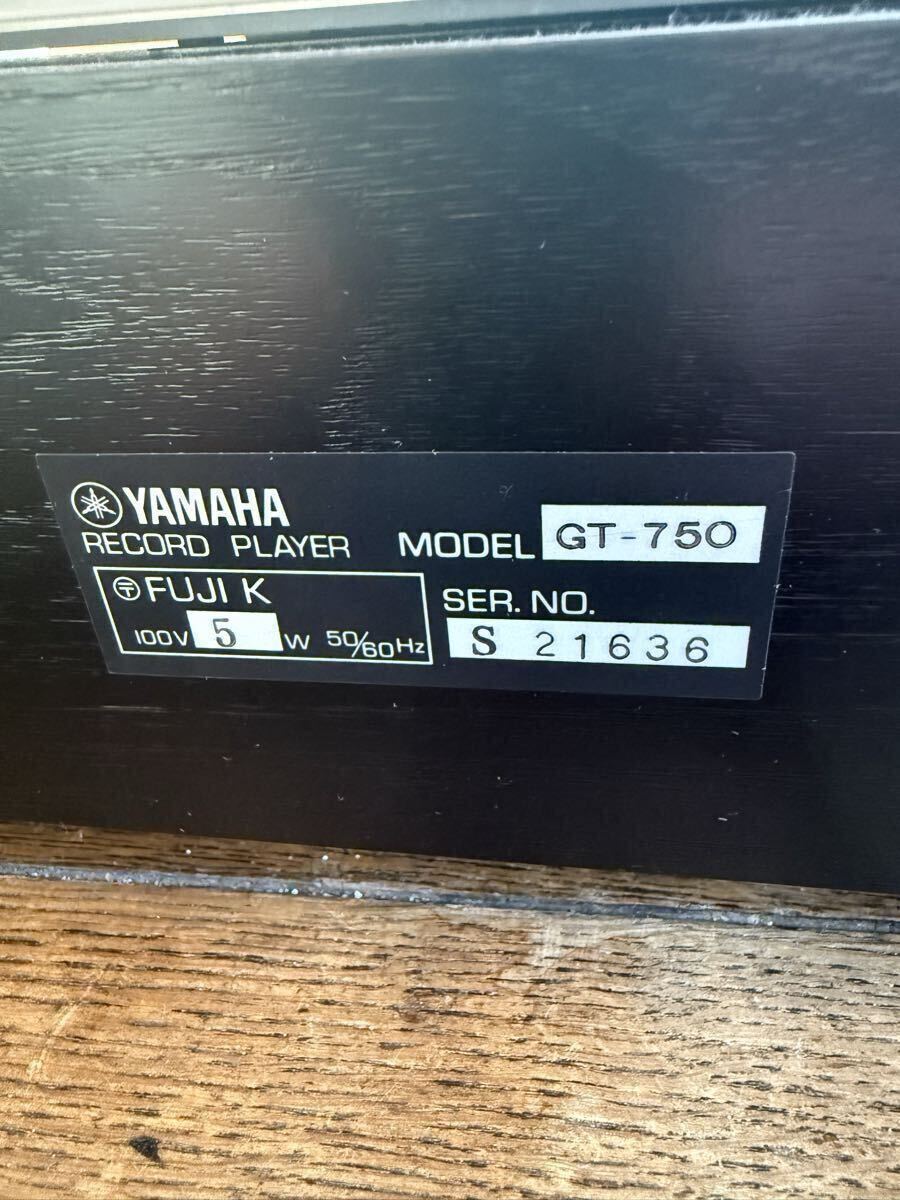 YAMAHA
RECORD PLAYER MODEL GT-750
〒 FUJI K
100V 5 W 50/60Hz
SER. NO.
S 21636